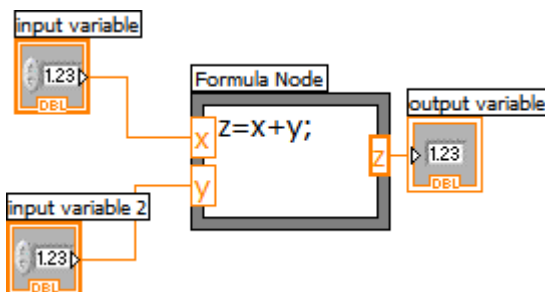 input variable
1.23
DBL
Formula Node
x
z=x+y;
y
z
output variable
1.23
DBL
input variable 2
1.23
DBL